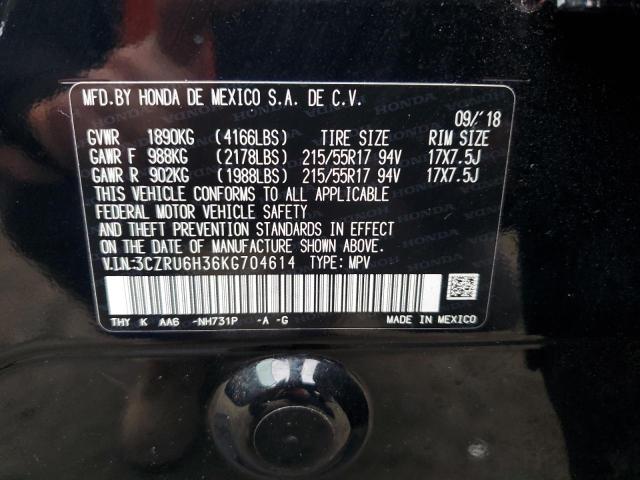 MFD.BY HONDA DE MEXICO S.A. DE C.V.
09/'18
GVWR 1890KG (4166LBS) TIRE SIZE RIM SIZE
GAWR F 988KG (2178LBS) 215/55R17 94V 17X7.5J
GAWR R 902KG (1988LBS) 215/55R17 94V 17X7.5J
THIS VEHICLE CONFORMS TO ALL APPLICABLE
FEDERAL MOTOR VEHICLE SAFETY
AND THEFT PREVENTION STANDARDS IN EFFECT
ON THE DATE OF MANUFACTURE SHOWN ABOVE.
V.I.N:3CZRU6H36KG704614 TYPE: MPV
THY K AA6 -NH731P -A -G MADE IN MEXICO